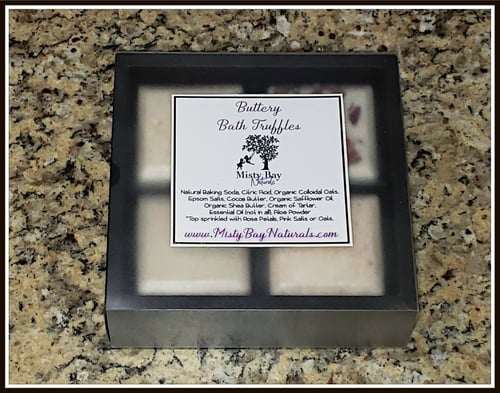 Buttery
Bath Truffles
Misty Bay
Naturals
Natural Baking Soda, Citric Acid, Organic Colloidal Oats,
Epsom Salts, Cocoa Butter, Organic Safflower Oil,
Organic Shea Butter, Cream of Tartar,
Essential Oil (not in all), Aloe Powder
*Top sprinkled with Rose Petals, Pink Salts or Oats.
www.MistyBayNaturals.com